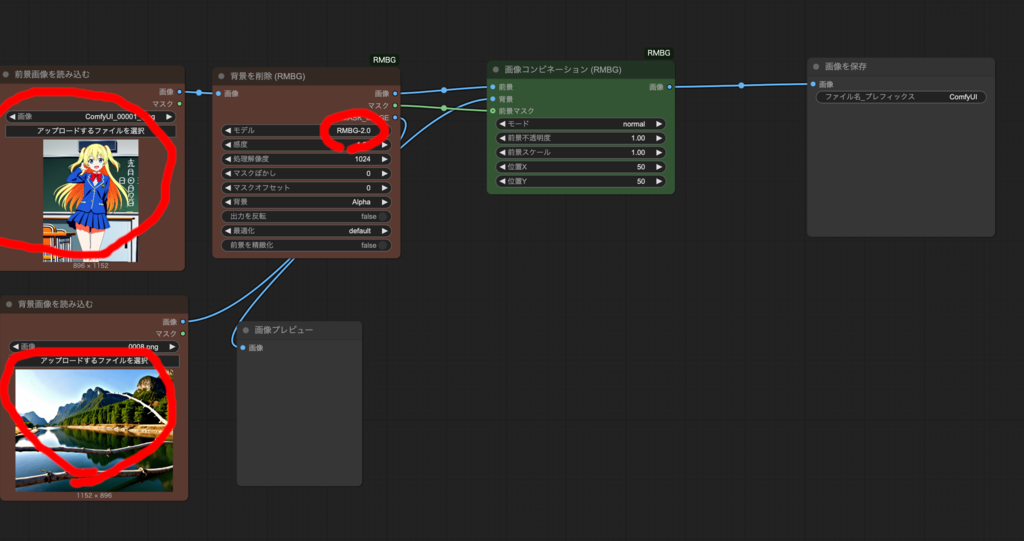 前景画像を読み込む
画像
マスク
画像 ComfyUI_00001_.png
アップロードするファイルを選択
896 × 1152
RMBG
背景を削除 (RMBG)
画像 画像
マスク
モデル RMBG-2.0
感度
処理解像度 1024
マスクぼかし 0
マスクオフセット 0
背景 Alpha
出力を反転 false
最適化 default
前景を精緻化 false
RMBG
画像コンビネーション (RMBG)
前景 画像
背景
前景マスク
モード normal
前景不透明度 1.00
前景スケール 1.00
位置X 50
位置Y 50
画像を保存
画像
ファイル名_プレフィックス ComfyUI
背景画像を読み込む
画像
マスク
画像 0008.png
アップロードするファイルを選択
1152 × 896
画像プレビュー
画像